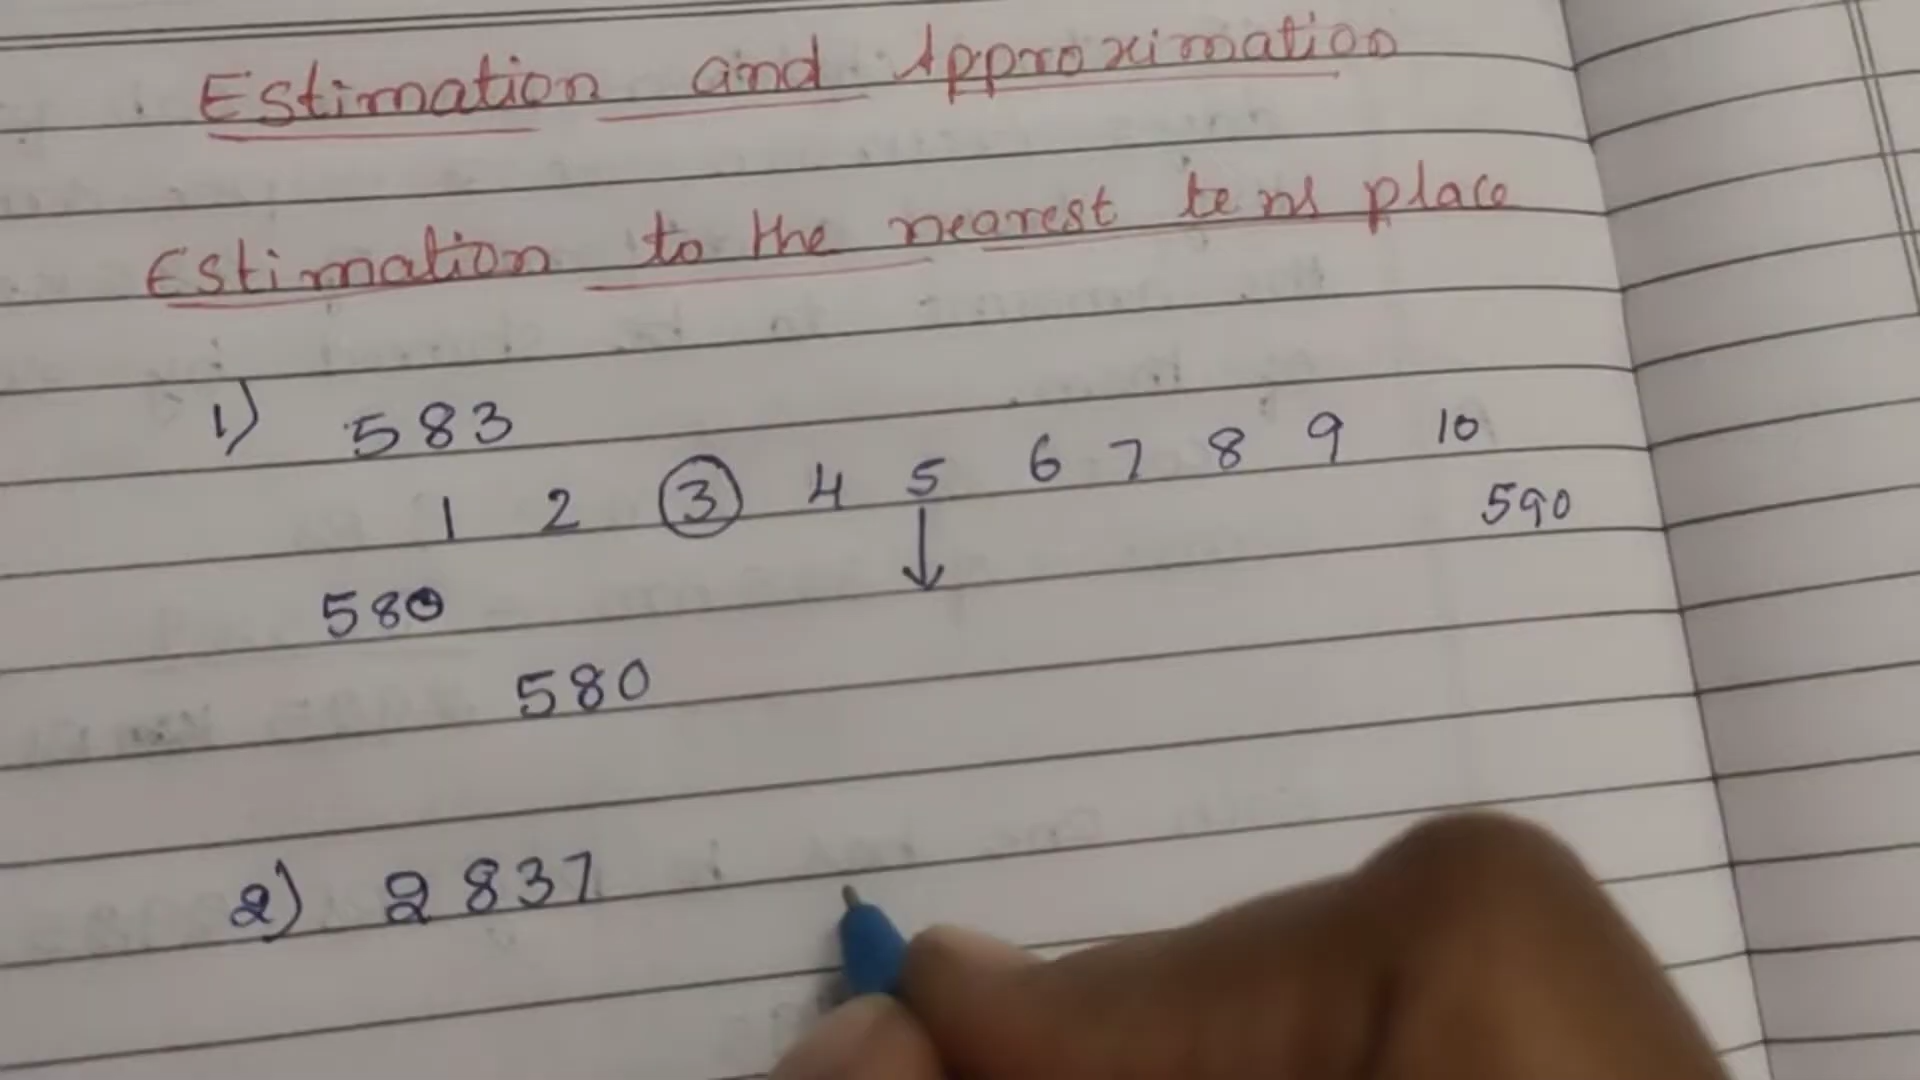 Estimation and Approximation
Estimation to the nearest tens place
1) 583
1 2 3 4 5 6 7 8 9 10
580 590
580
2) 2837